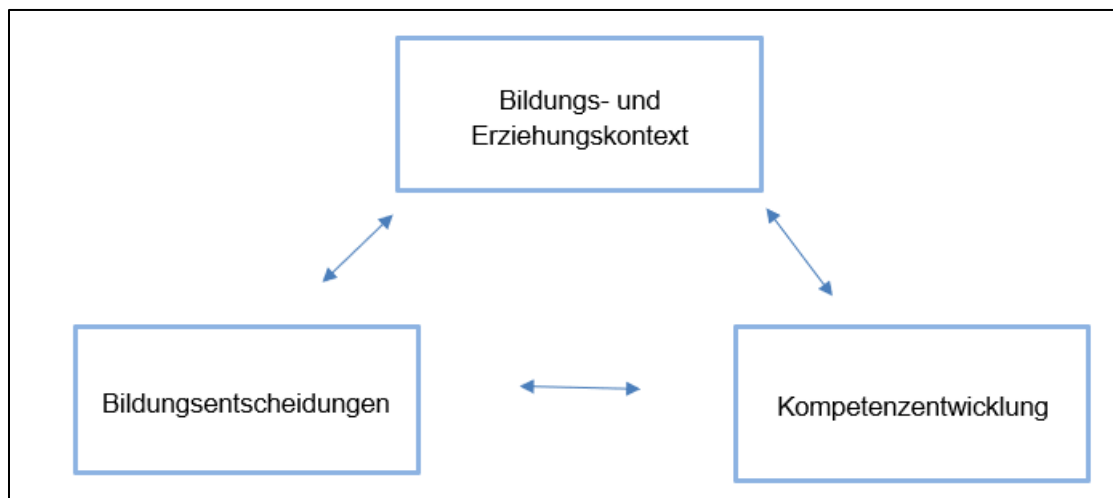 Bildungs- und
Erziehungskontext
Bildungsentscheidungen
Kompetenzentwicklung